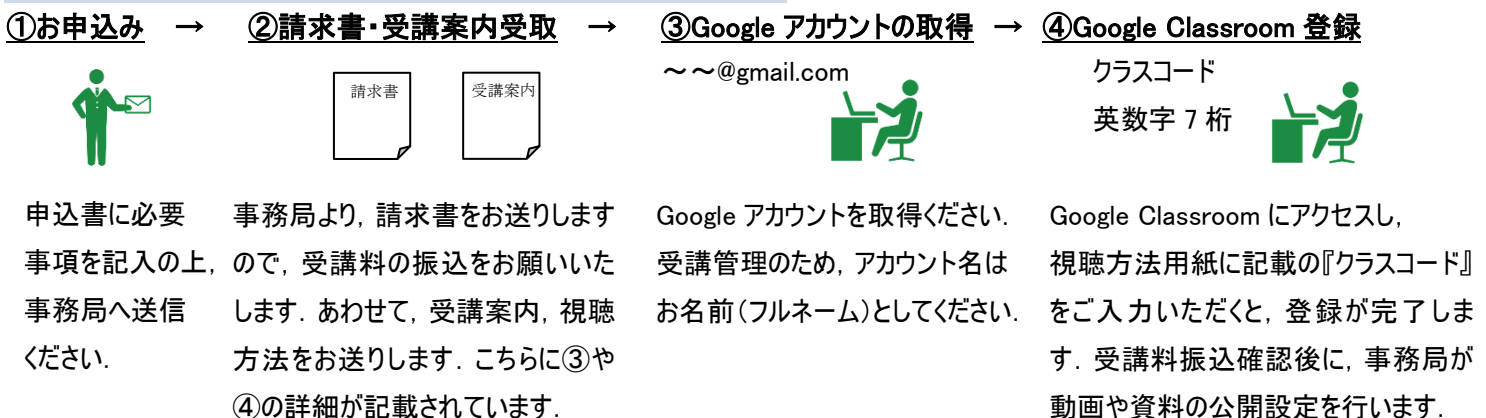 ①お申込み → ②請求書・受講案内受取 → ③Google アカウントの取得 → ④Google Classroom 登録
請求書
受講案内
～～@gmail.com
クラスコード
英数字 7 桁
申込書に必要
事項を記入の上，
事務局へ送信
ください．
事務局より，請求書をお送りします
ので，受講料の振込をお願いいた
します．あわせて，受講案内，視聴
方法をお送りします．こちらに③や
④の詳細が記載されています．
Google アカウントを取得ください．
受講管理のため，アカウント名は
お名前（フルネーム）としてください．
Google Classroom にアクセスし，
視聴方法用紙に記載の『クラスコード』
をご入力いただくと，登録が完了しま
す．受講料振込確認後に，事務局が
動画や資料の公開設定を行います．